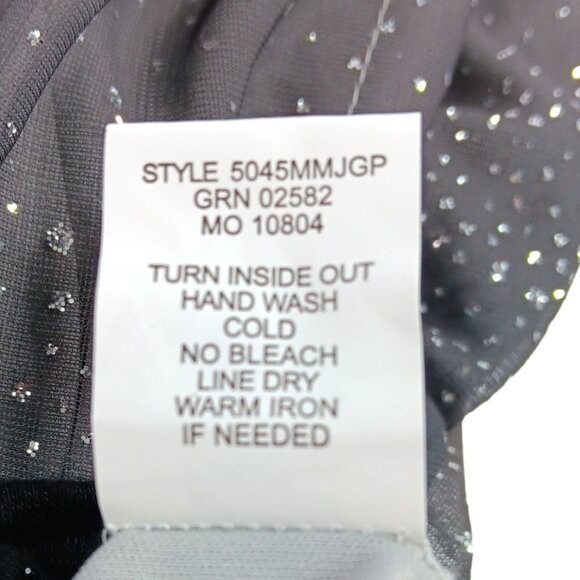 STYLE 5045MMJGP
GRN 02582
MO 10804
TURN INSIDE OUT
HAND WASH
COLD
NO BLEACH
LINE DRY
WARM IRON
IF NEEDED